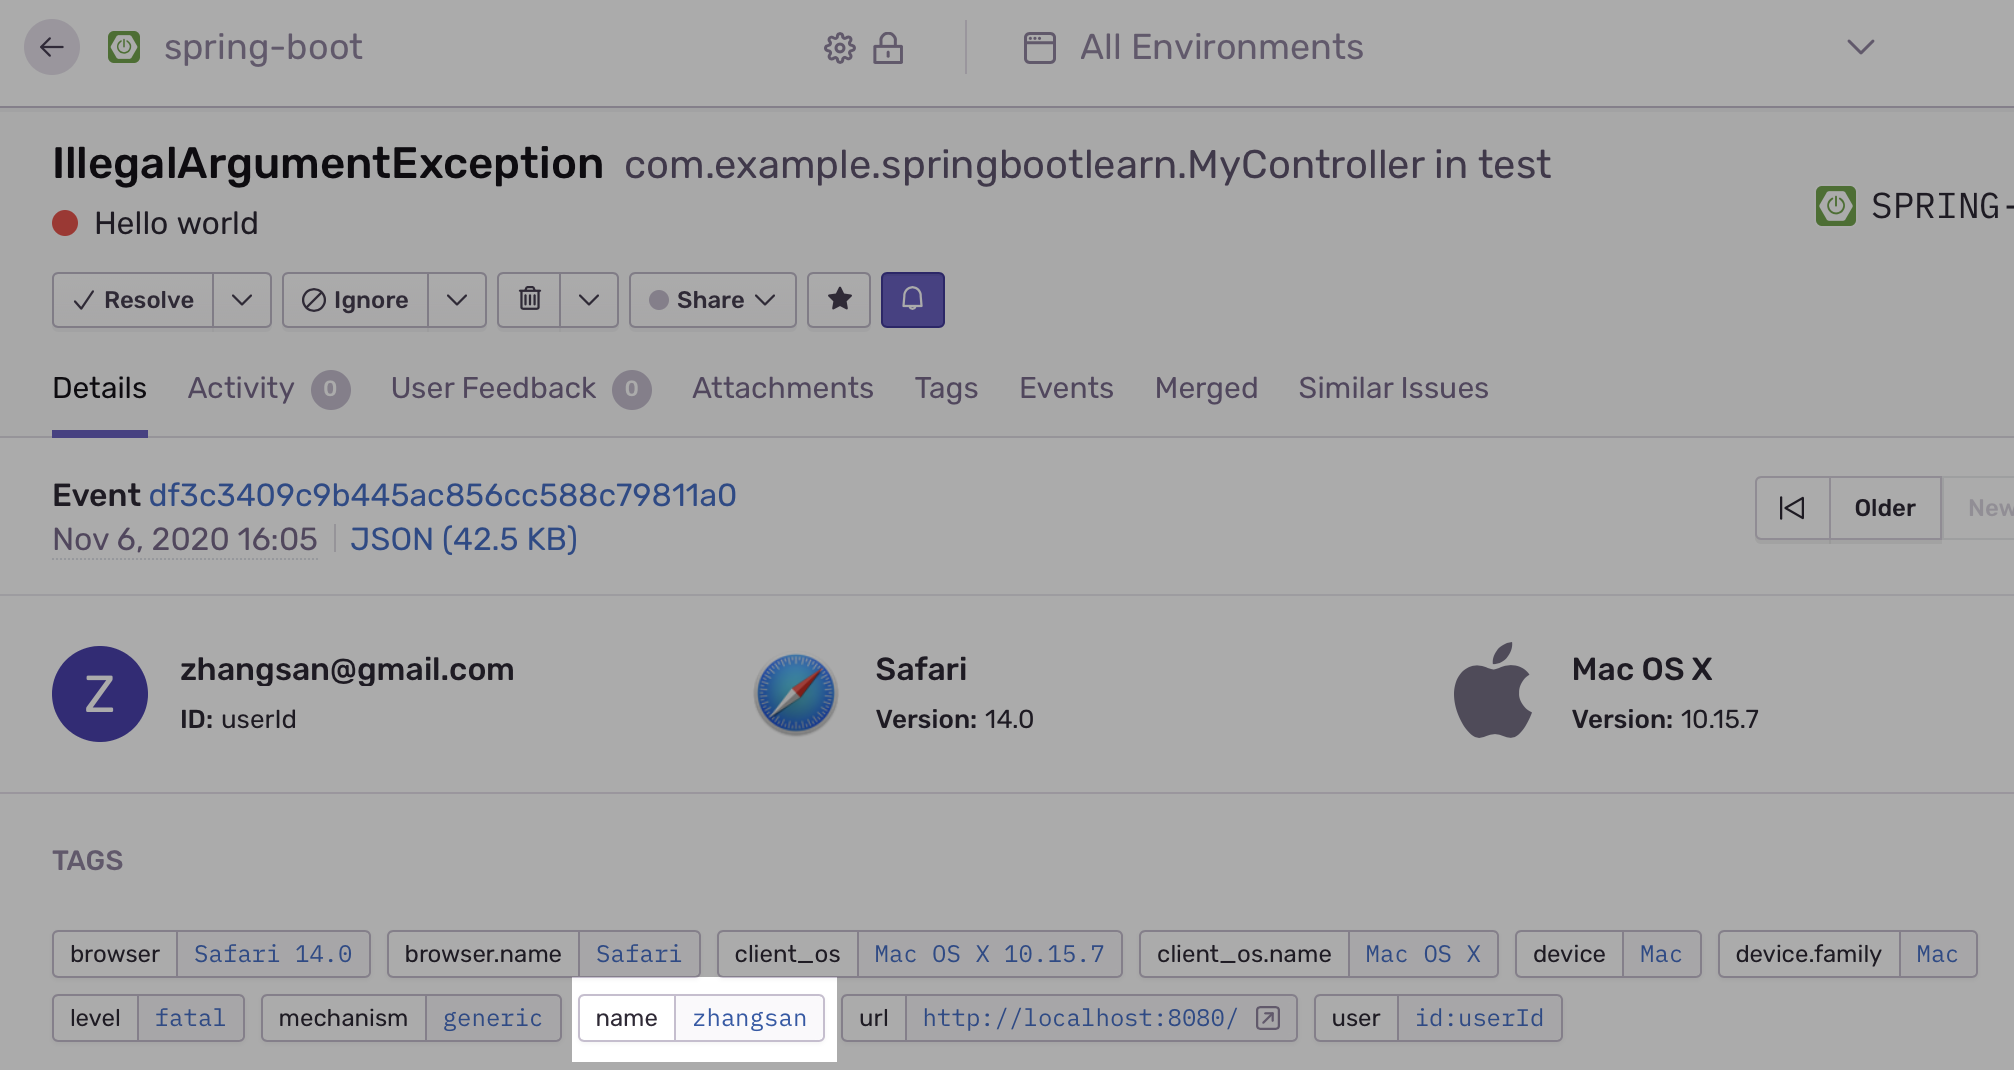 spring-boot All Environments
IllegalArgumentException com.example.springbootlearn.MyController in test
Hello world
SPRING-
Resolve Ignore Share
Details Activity 0 User Feedback 0 Attachments Tags Events Merged Similar Issues
Event df3c3409c9b445ac856cc588c79811a0
Older New
Nov 6, 2020 16:05 JSON (42.5 KB)
Z
zhangsan@gmail.com Safari Mac OS X
ID: userId Version: 14.0 Version: 10.15.7
TAGS
browser Safari 14.0 browser.name Safari client_os Mac OS X 10.15.7 client_os.name Mac OS X device Mac device.family Mac
level fatal mechanism generic name zhangsan url http://localhost:8080/ user id:userId